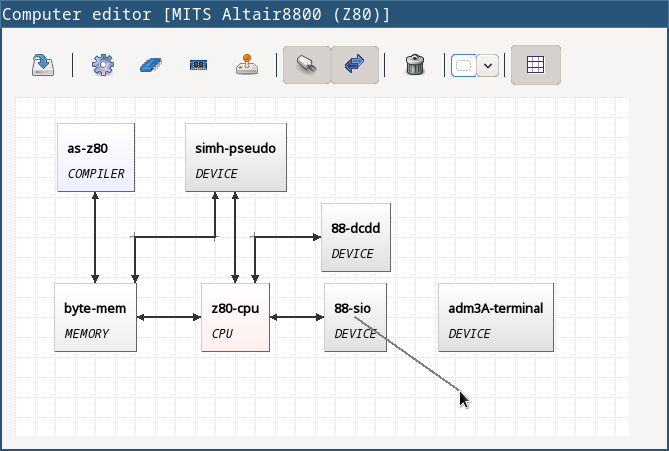 Computer editor [MITS Altair8800 (Z80)]
as-z80
COMPILER
simh-pseudo
DEVICE
88-dcdd
DEVICE
byte-mem
MEMORY
z80-cpu
CPU
88-sio
DEVICE
adm3A-terminal
DEVICE